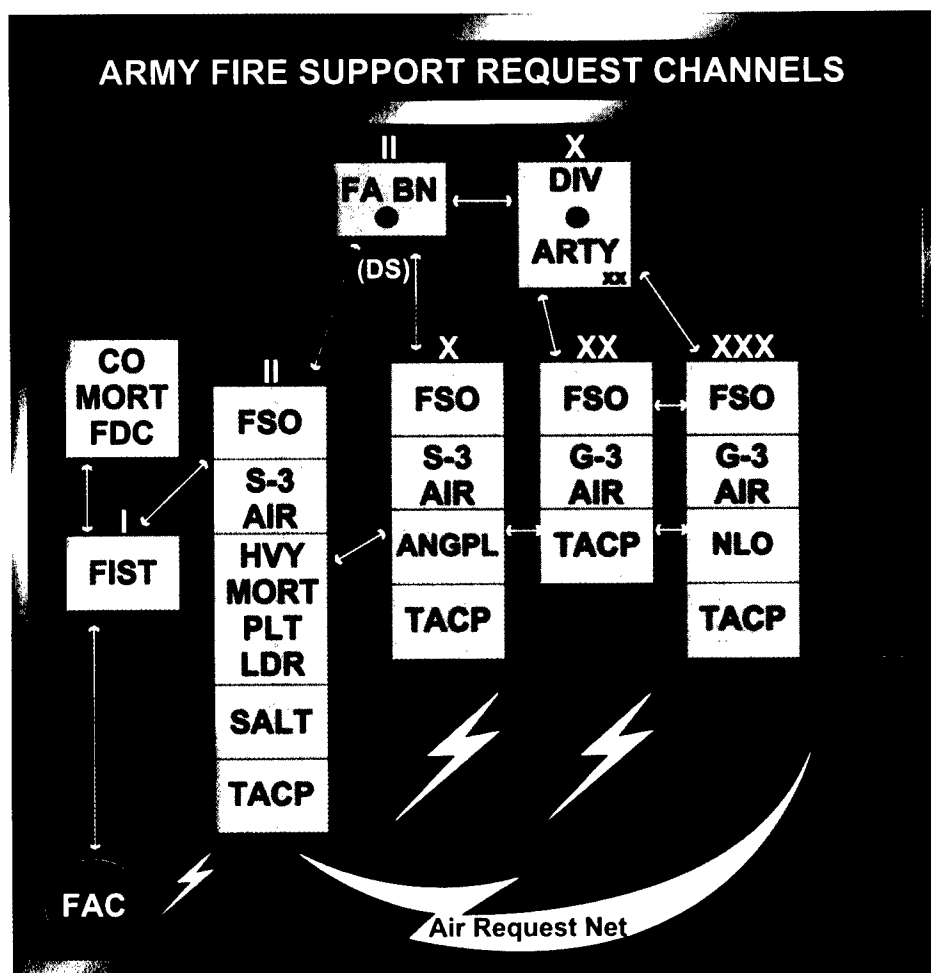 ARMY FIRE SUPPORT REQUEST CHANNELS
II
FA BN
(DS)
X
DIV
ARTY
xx
CO
MORT
FDC
I
FIST
FAC
II
FSO
S-3
AIR
HVY
MORT
PLT
LDR
SALT
TACP
X
FSO
S-3
AIR
ANGPL
TACP
XX
FSO
G-3
AIR
TACP
XXX
FSO
G-3
AIR
NLO
TACP
Air Request Net